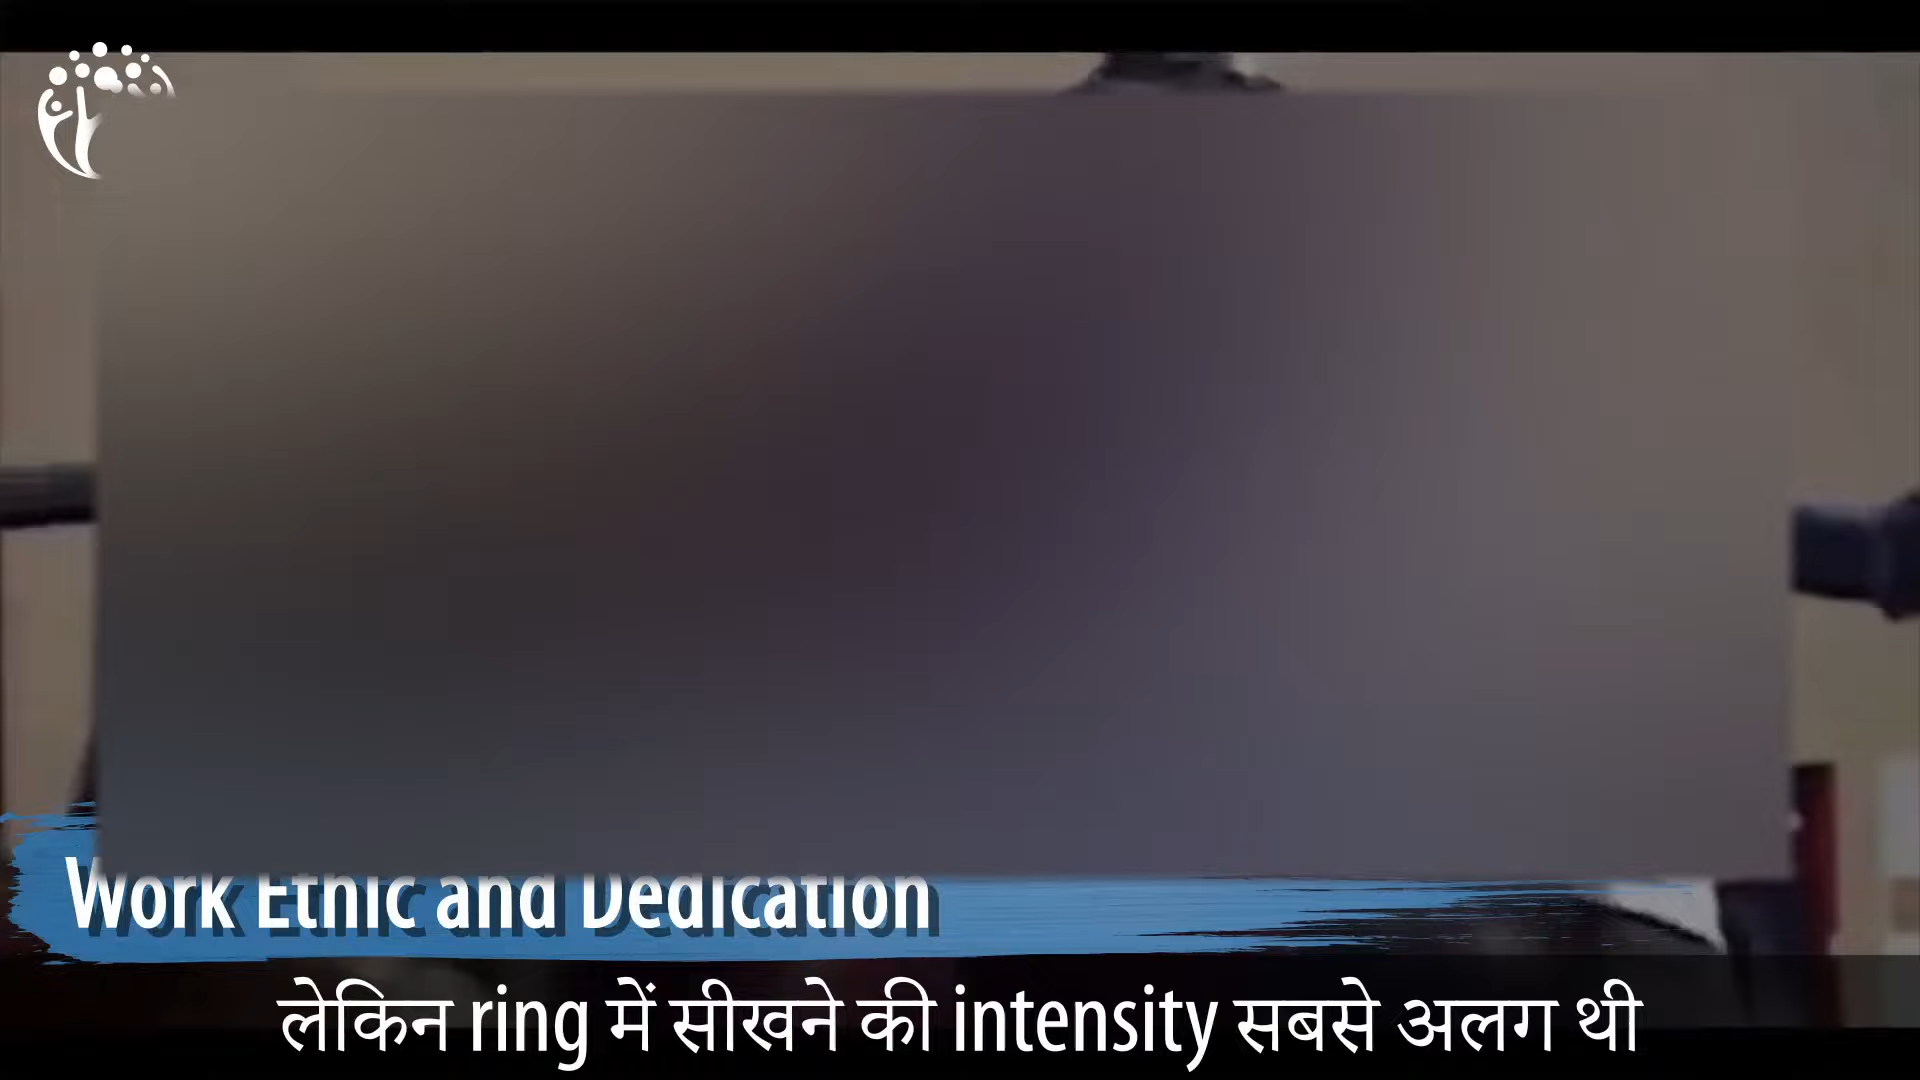 Work Ethic and Dedication
लेकिन ring में सीखने की intensity सबसे अलग थी